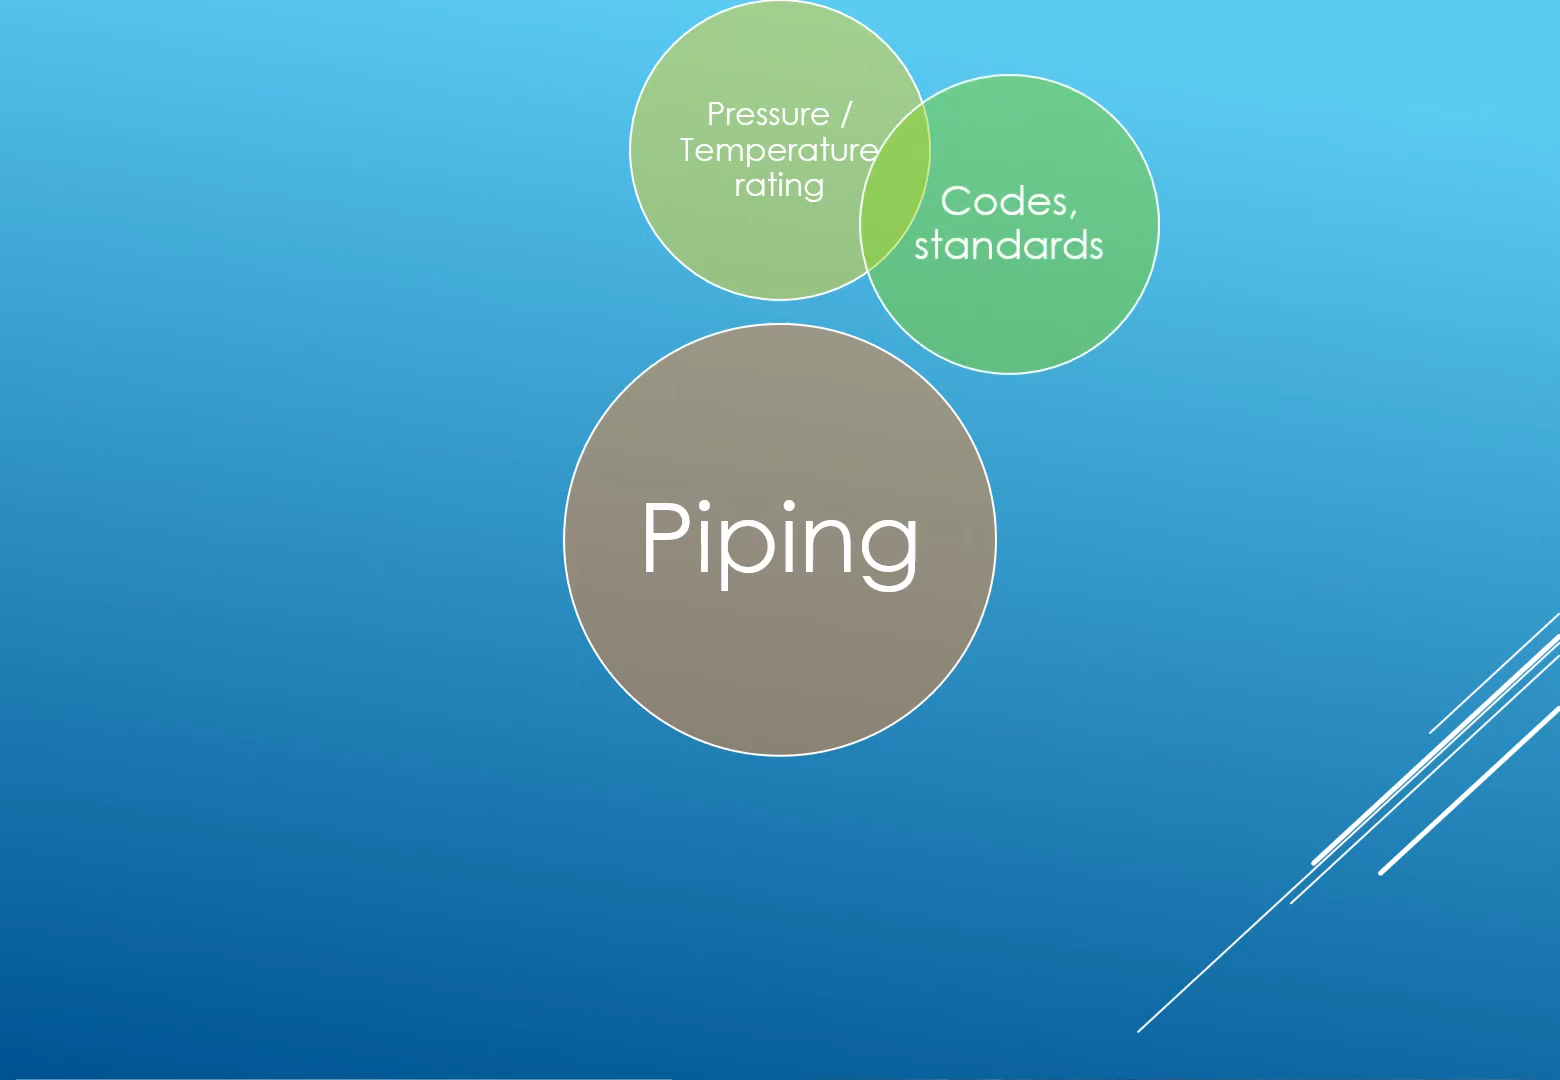 Pressure /
Temperature
rating
Codes,
standards
Piping